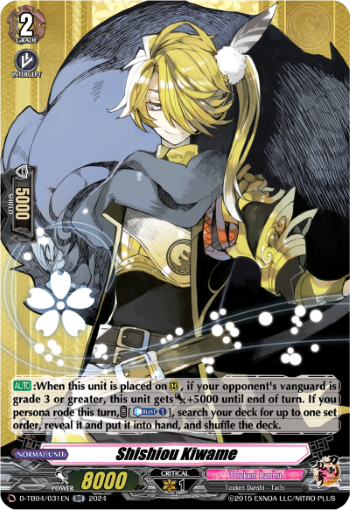 2
GRADE
INTERCEPT
5000
SHIELD
AUTO:When this unit is placed on, if your opponent's vanguard is
grade 3 or greater, this unit gets +5000 until end of turn. If you
persona rode this turn, [BLAST 1], search your deck for up to one set
order, reveal it and put it into hand, and shuffle the deck.
NORMAL UNIT
Shishiou Kiwame
POWER 8000
CRITICAL
1
Touken Ranbu
Touken Danshi - Tachi
D-TB04/031EN 2024
©2015 EXNOA LLC/NITRO PLUS